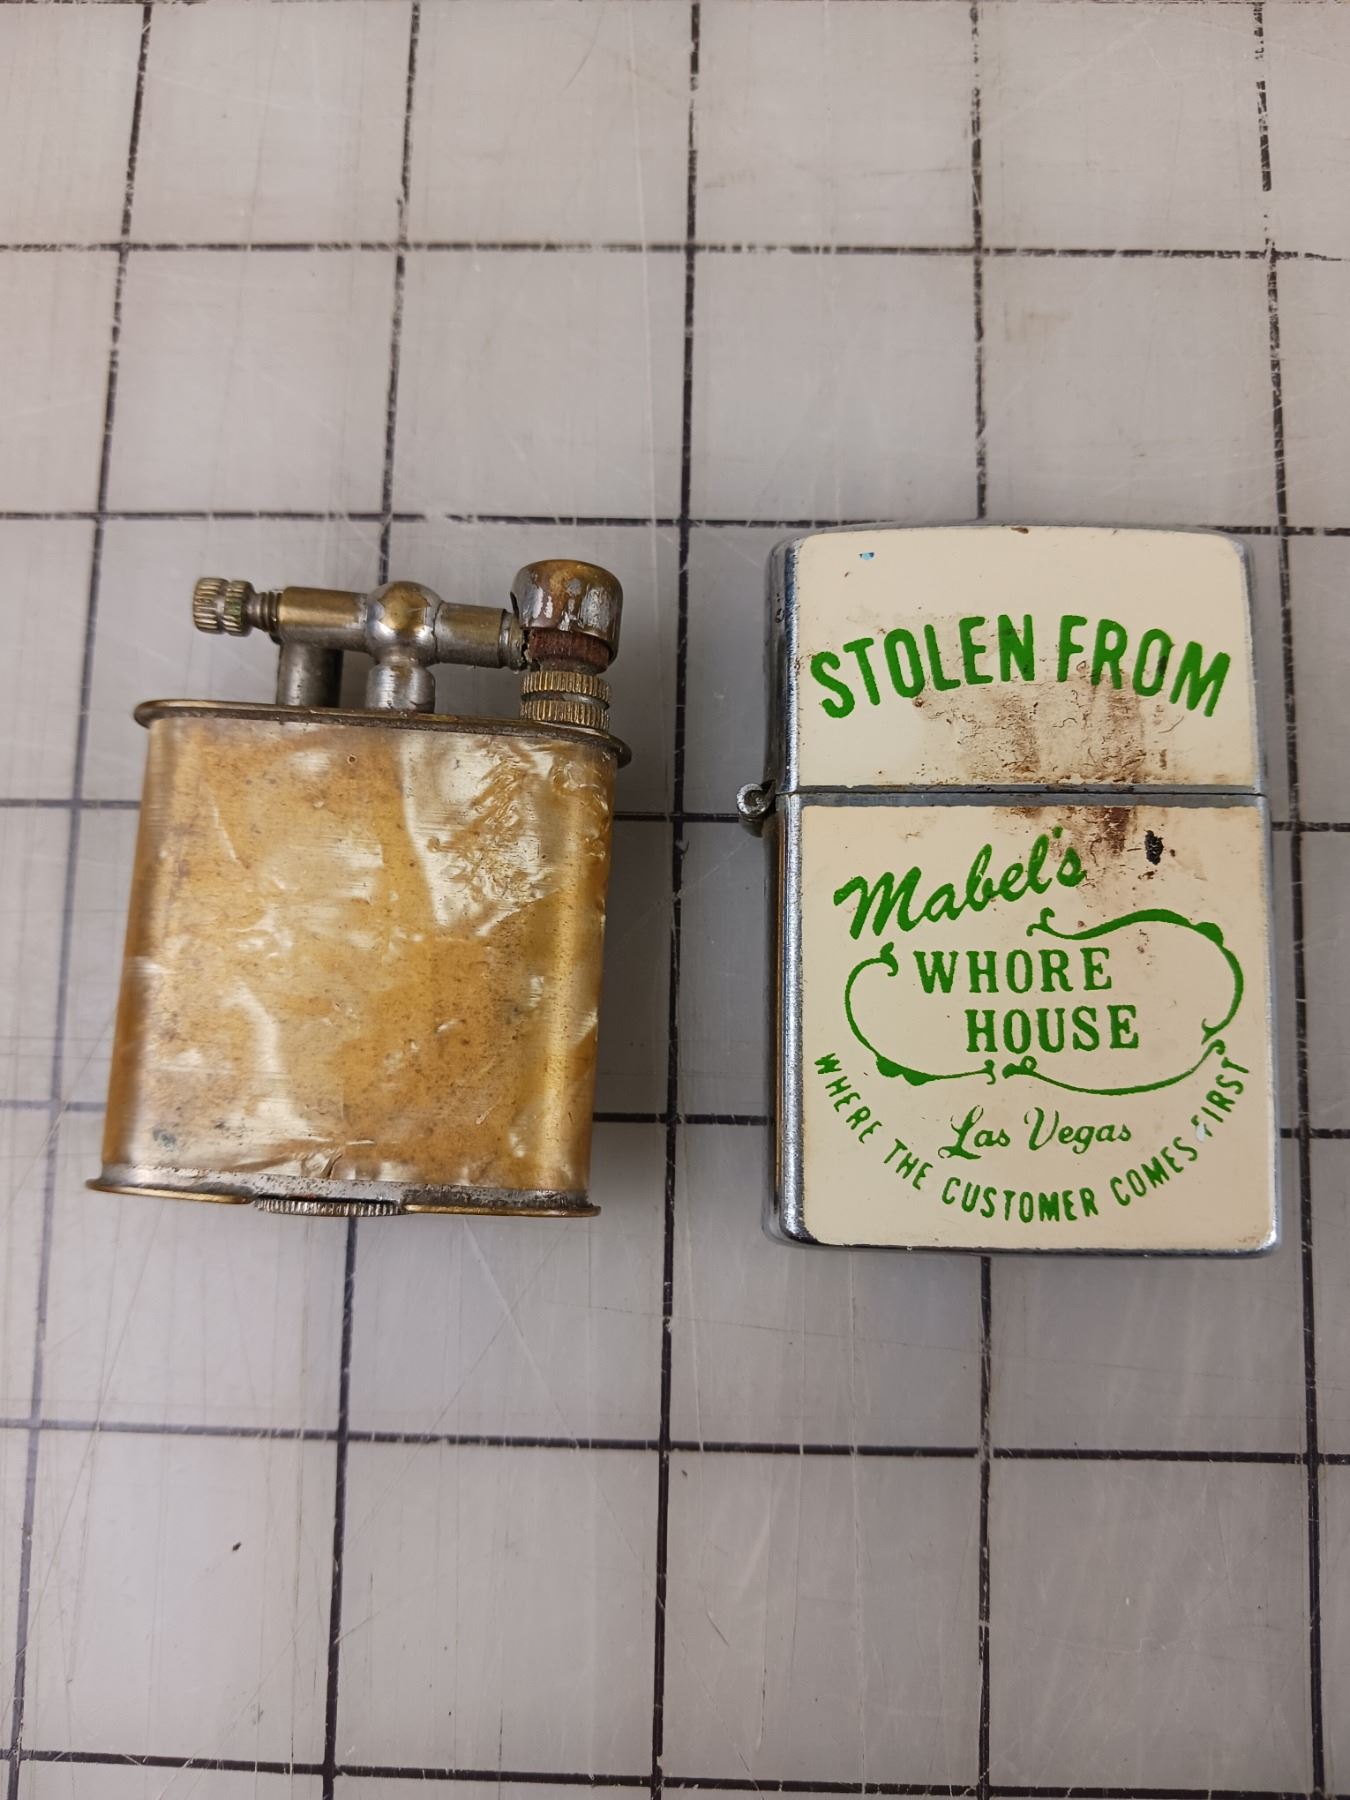 STOLEN FROM
Mabel's
WHORE
HOUSE
Las Vegas
WHERE THE CUSTOMER COMES FIRST